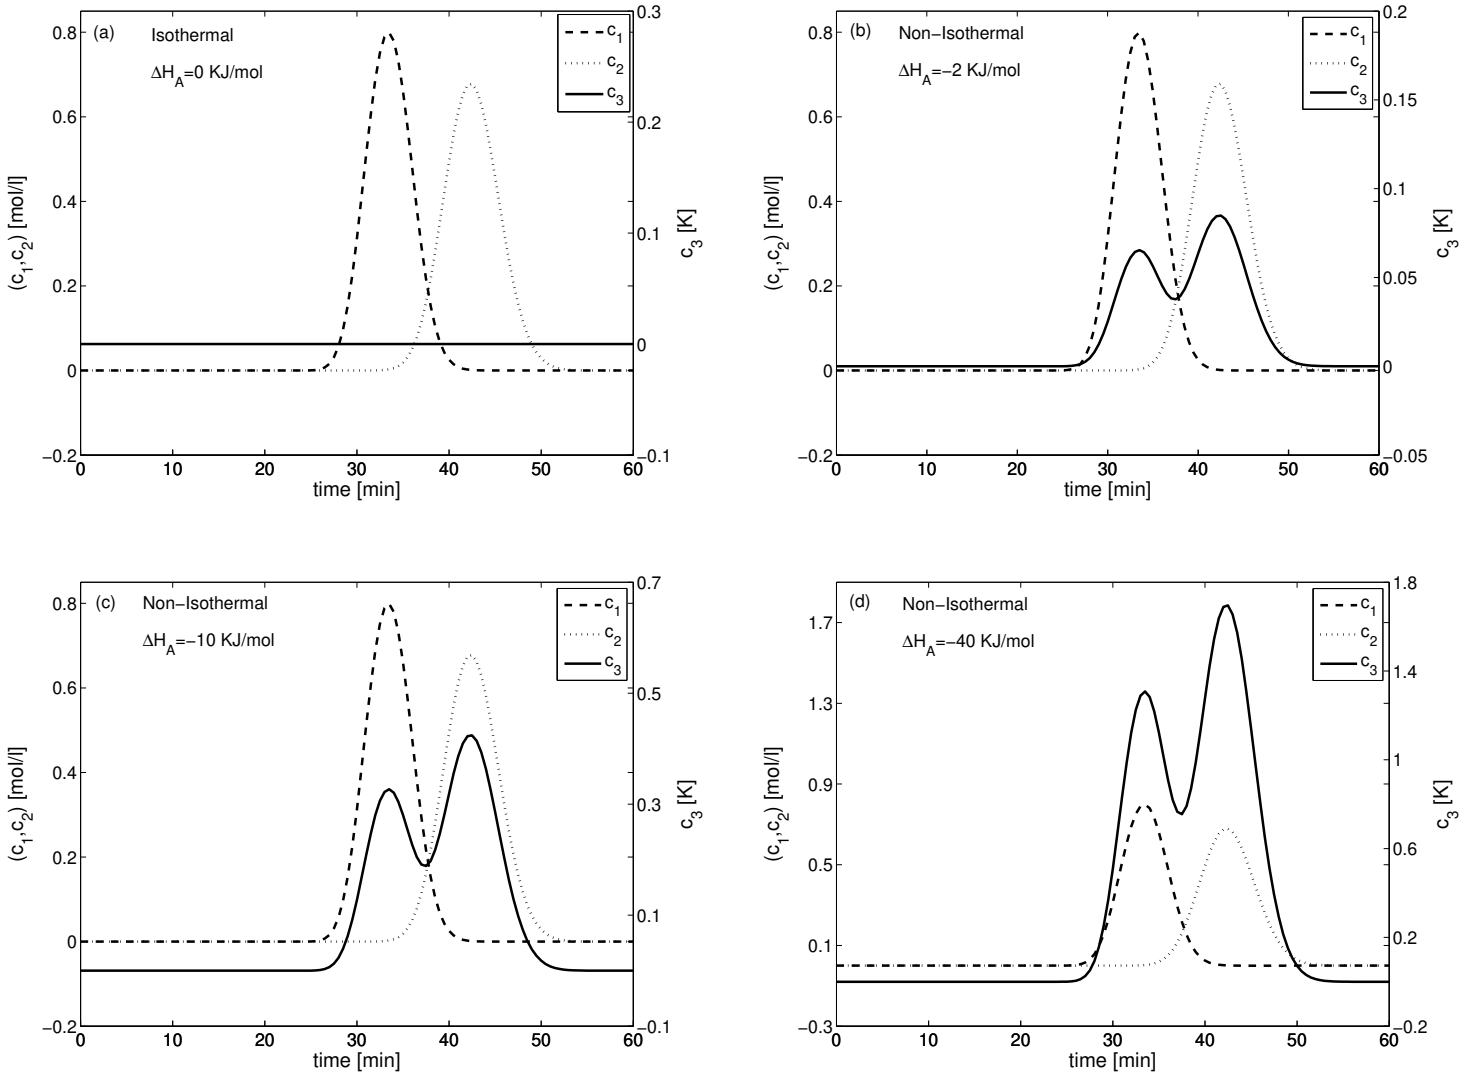 (a) Isothermal
ΔH_A=0 KJ/mol
c_1
c_2
c_3
0.8
0.6
0.4
0.2
0
−0.2
0.3
0.2
0.1
0
−0.1
0 10 20 30 40 50 60
time [min]
(c_1,c_2) [mol/l]
c_3 [K]
(b) Non−Isothermal
ΔH_A=−2 KJ/mol
c_1
c_2
c_3
0.8
0.6
0.4
0.2
0
−0.2
0.2
0.15
0.1
0.05
0
−0.05
0 10 20 30 40 50 60
time [min]
(c_1,c_2) [mol/l]
c_3 [K]
(c) Non−Isothermal
ΔH_A=−10 KJ/mol
c_1
c_2
c_3
0.8
0.6
0.4
0.2
0
−0.2
0.7
0.5
0.3
0.1
−0.1
0 10 20 30 40 50 60
time [min]
(c_1,c_2) [mol/l]
c_3 [K]
(d) Non−Isothermal
ΔH_A=−40 KJ/mol
c_1
c_2
c_3
1.7
1.3
0.9
0.5
0.1
−0.3
1.8
1.4
1
0.6
0.2
−0.2
0 10 20 30 40 50 60
time [min]
(c_1,c_2) [mol/l]
c_3 [K]